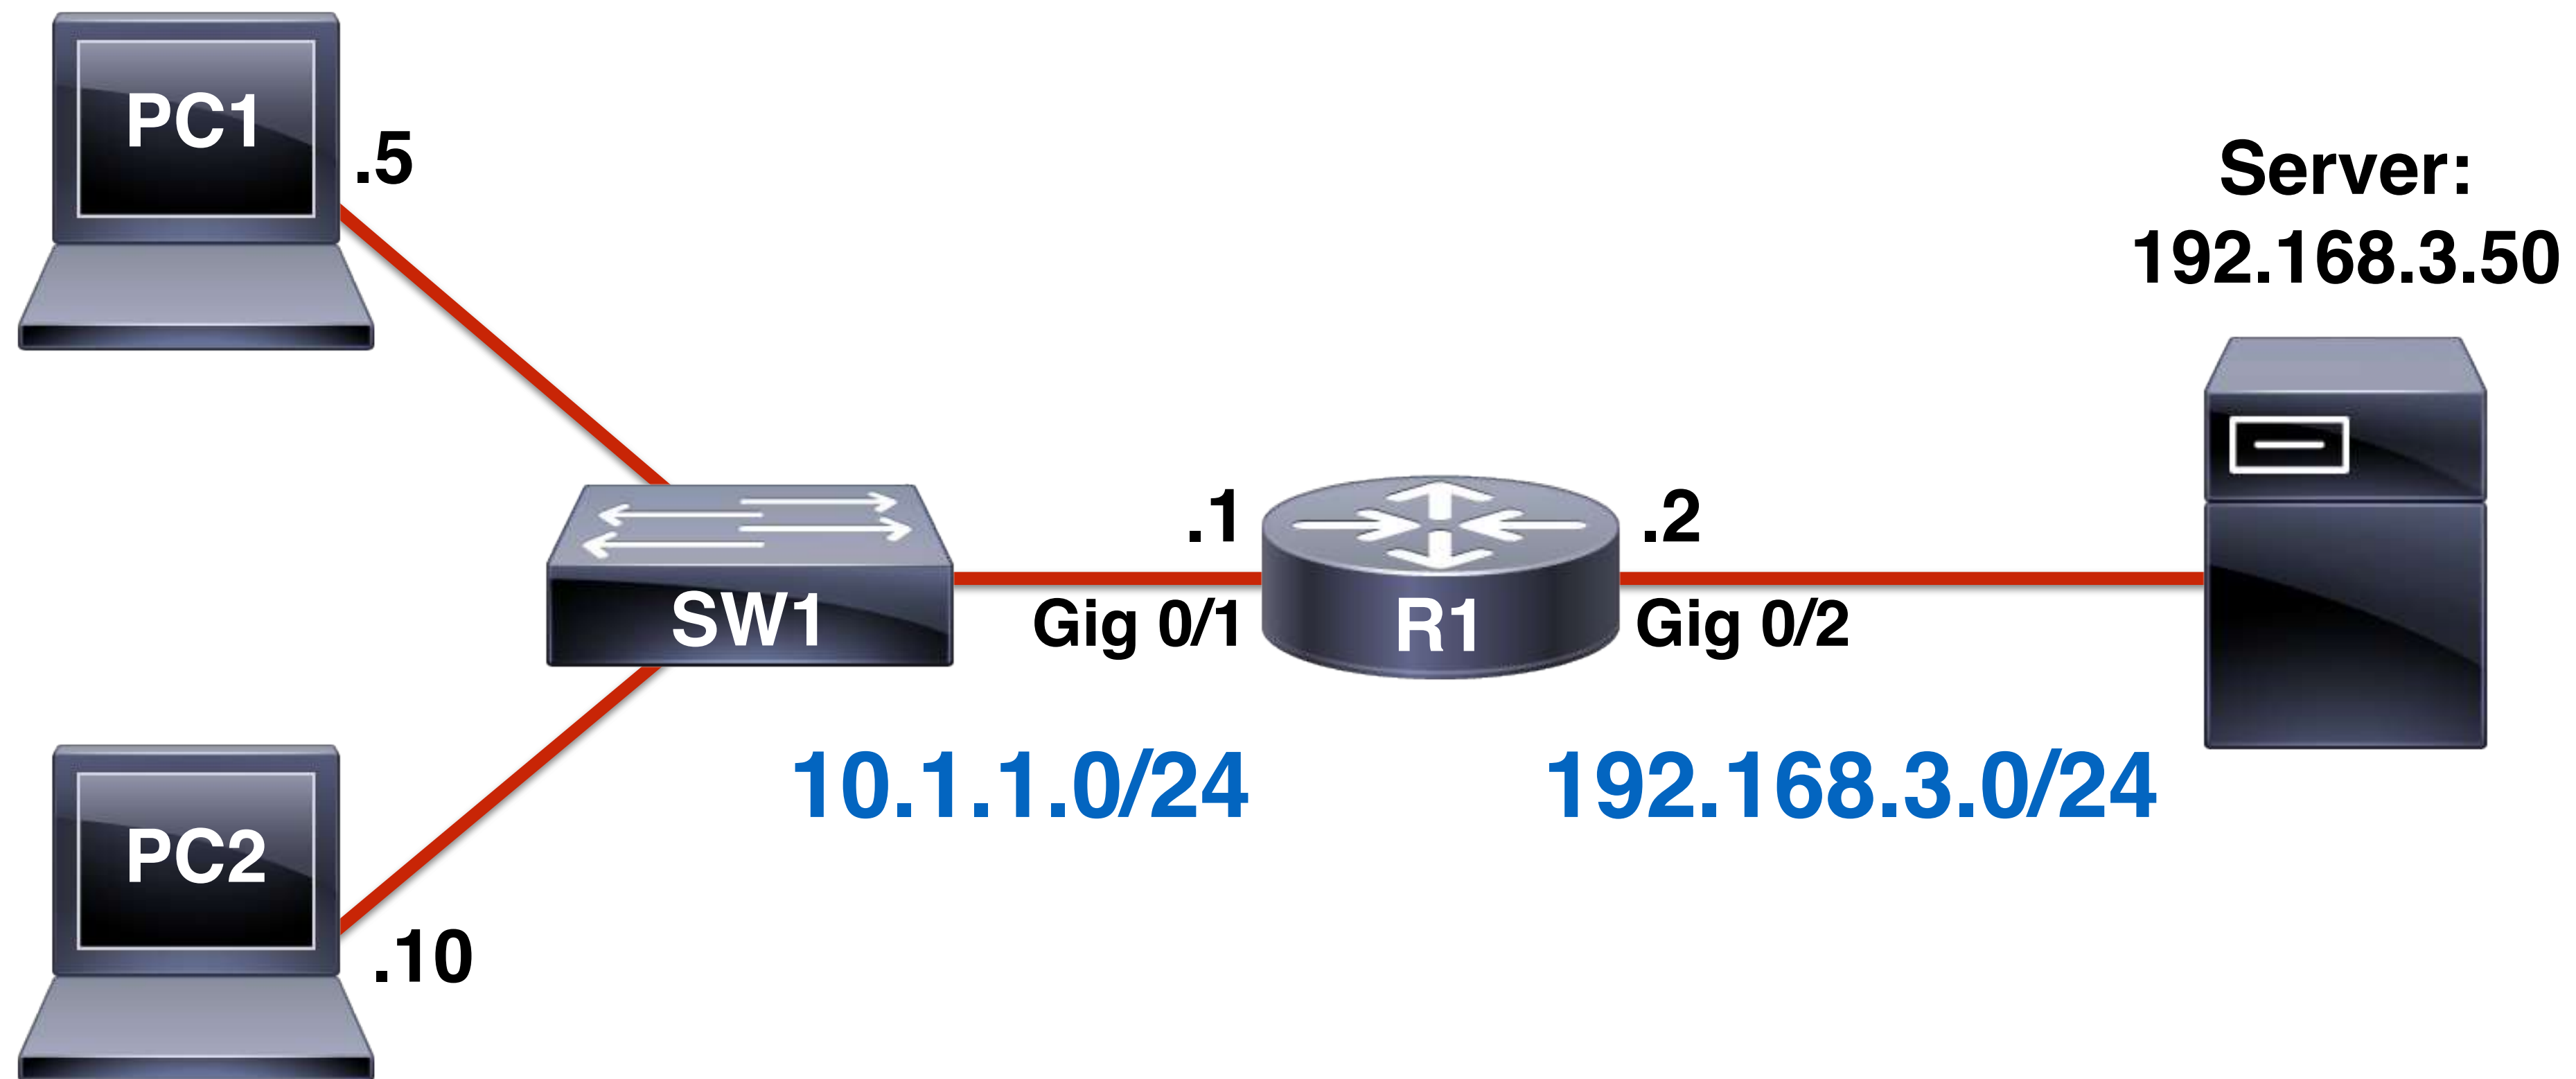 PC1
.5
Server:
192.168.3.50
.1
.2
SW1
Gig 0/1
R1
Gig 0/2
10.1.1.0/24
192.168.3.0/24
PC2
.10